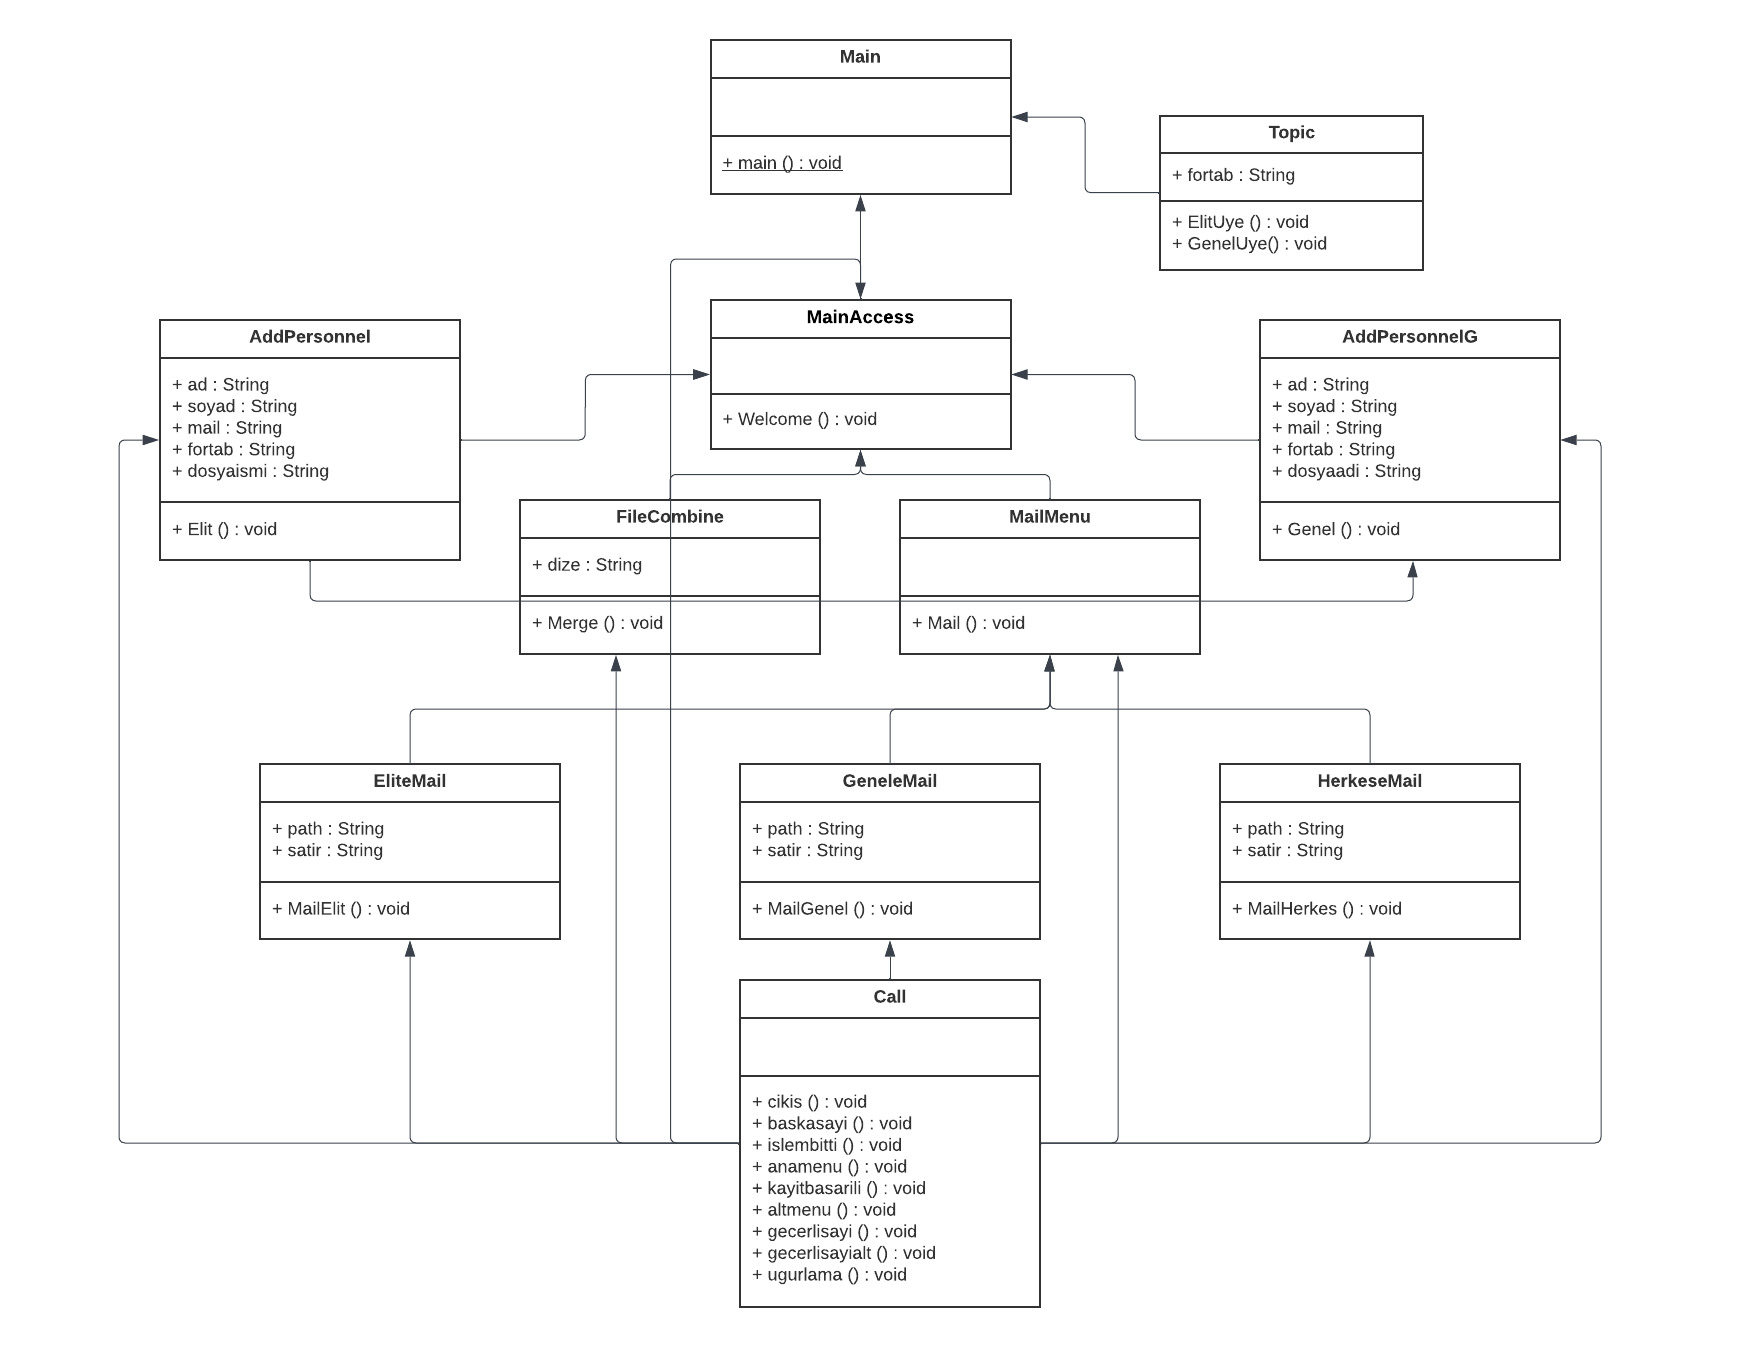 Main
+ main () : void
Topic
+ fortab : String
+ ElitUye () : void
+ GenelUye() : void
MainAccess
+ Welcome () : void
AddPersonnel
+ ad : String
+ soyad : String
+ mail : String
+ fortab : String
+ dosyaismi : String
+ Elit () : void
AddPersonnelG
+ ad : String
+ soyad : String
+ mail : String
+ fortab : String
+ dosyaadi : String
+ Genel () : void
FileCombine
+ dize : String
+ Merge () : void
MailMenu
+ Mail () : void
EliteMail
+ path : String
+ satir : String
+ MailElit () : void
GeneleMail
+ path : String
+ satir : String
+ MailGenel () : void
HerkeseMail
+ path : String
+ satir : String
+ MailHerkes () : void
Call
+ cikis () : void
+ baskasayi () : void
+ islembitti () : void
+ anamenu () : void
+ kayitbasarili () : void
+ altmenu () : void
+ gecerlisayi () : void
+ gecerlisayialt () : void
+ ugurlama () : void